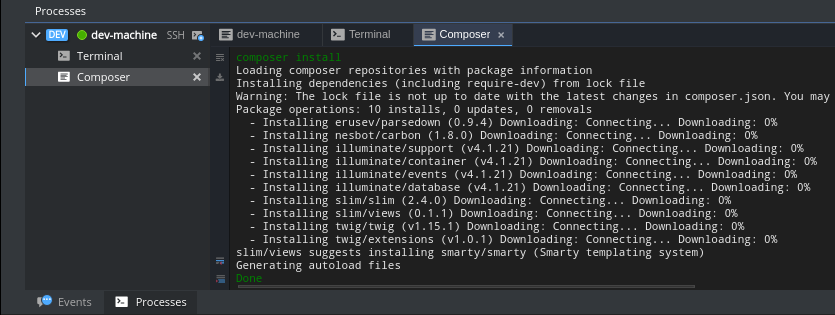 Processes
DEV dev-machine SSH
Terminal
Composer
dev-machine Terminal Composer
composer install
Loading composer repositories with package information
Installing dependencies (including require-dev) from lock file
Warning: The lock file is not up to date with the latest changes in composer.json. You may
Package operations: 10 installs, 0 updates, 0 removals
- Installing erusev/parsedown (0.9.4) Downloading: Connecting... Downloading: 0%
- Installing nesbot/carbon (1.8.0) Downloading: Connecting... Downloading: 0%
- Installing illuminate/support (v4.1.21) Downloading: Connecting... Downloading: 0%
- Installing illuminate/container (v4.1.21) Downloading: Connecting... Downloading: 0%
- Installing illuminate/events (v4.1.21) Downloading: Connecting... Downloading: 0%
- Installing illuminate/database (v4.1.21) Downloading: Connecting... Downloading: 0%
- Installing slim/slim (2.4.0) Downloading: Connecting... Downloading: 0%
- Installing slim/views (0.1.1) Downloading: Connecting... Downloading: 0%
- Installing twig/twig (v1.15.1) Downloading: Connecting... Downloading: 0%
- Installing twig/extensions (v1.0.1) Downloading: Connecting... Downloading: 0%
slim/views suggests installing smarty/smarty (Smarty templating system)
Generating autoload files
Done
Events Processes